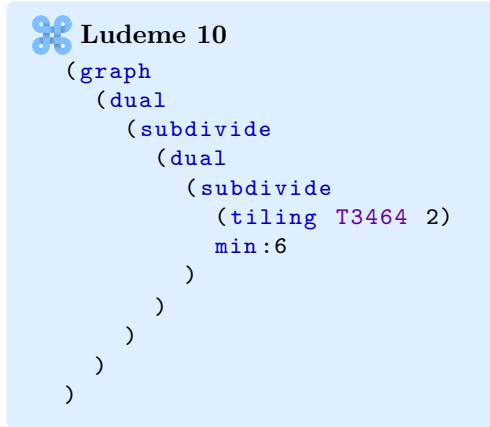 Ludeme 10
(graph
(dual
(subdivide
(dual
(subdivide
(tiling T3464 2)
min:6
)
)
)
)
)